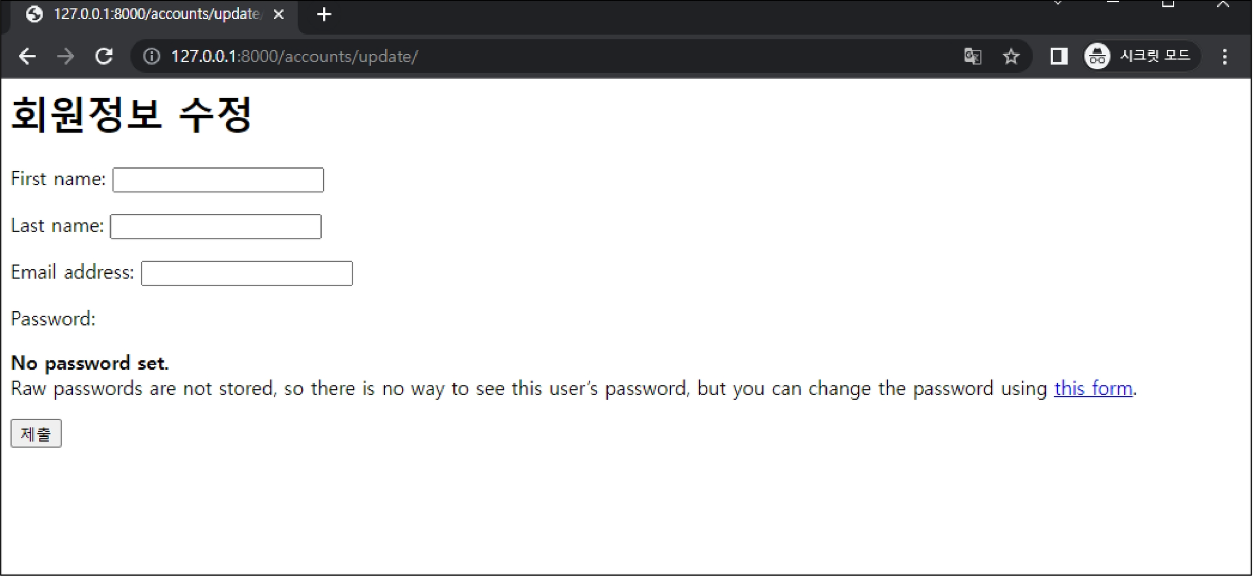 127.0.0.1:8000/accounts/update/
127.0.0.1:8000/accounts/update/
시크릿 모드
회원정보 수정
First name:
Last name:
Email address:
Password:
No password set.
Raw passwords are not stored, so there is no way to see this user’s password, but you can change the password using this form.
제출